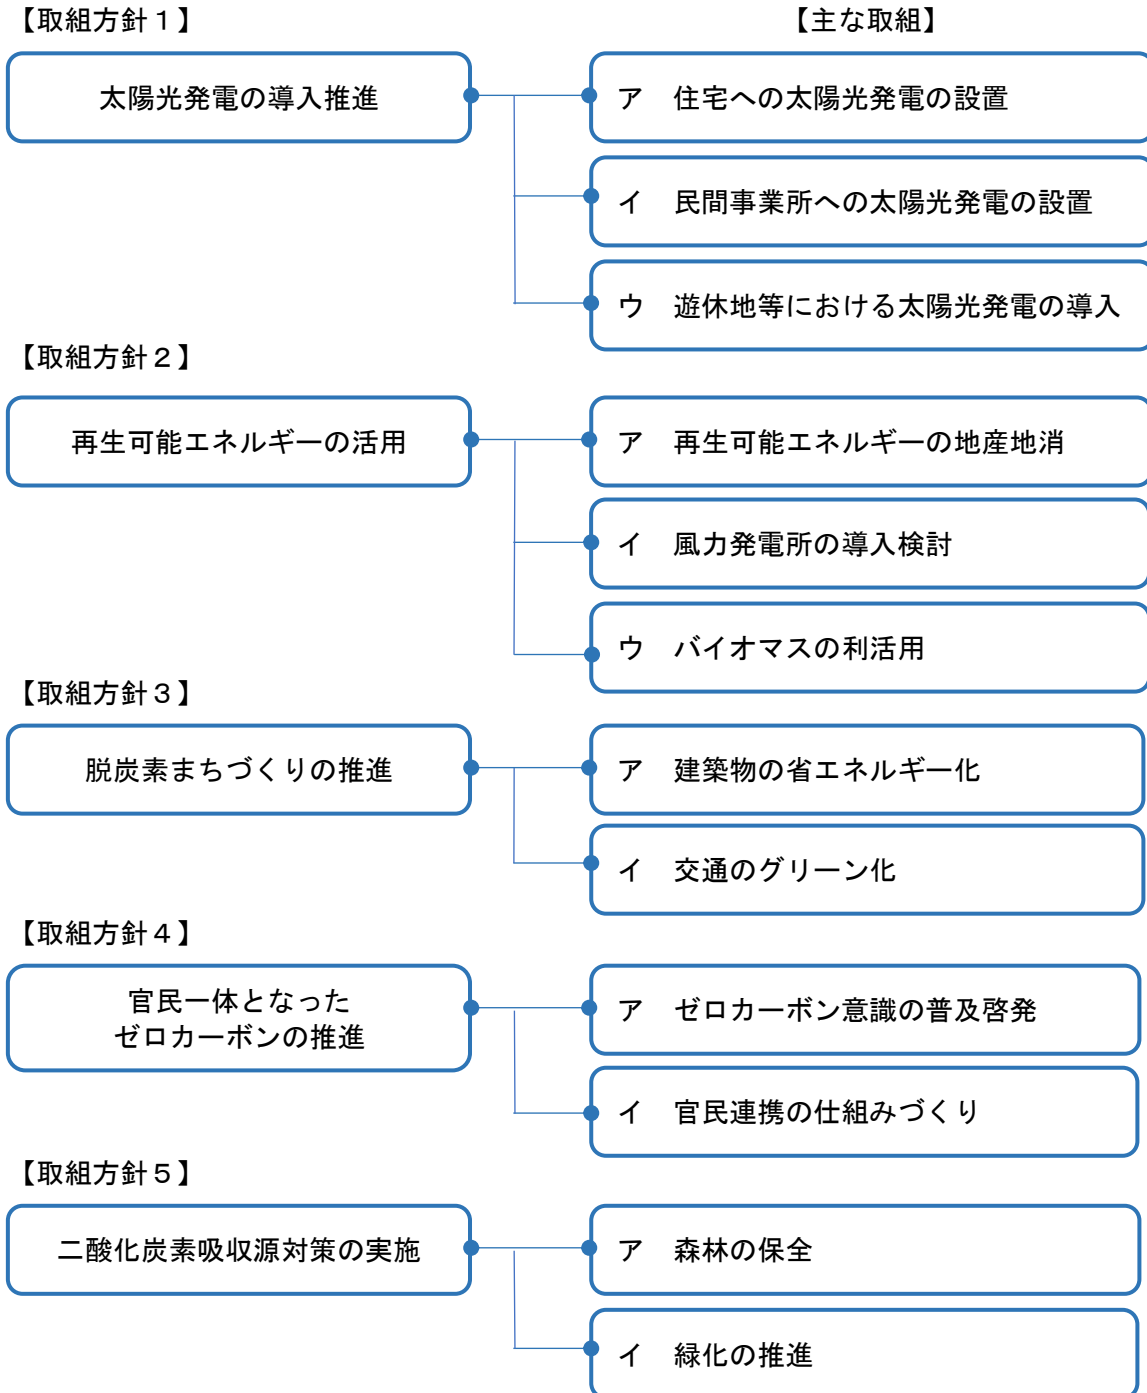 【取組方針１】
【主な取組】
太陽光発電の導入推進
ア　住宅への太陽光発電の設置
イ　民間事業所への太陽光発電の設置
ウ　遊休地等における太陽光発電の導入
【取組方針２】
再生可能エネルギーの活用
ア　再生可能エネルギーの地産地消
イ　風力発電所の導入検討
ウ　バイオマスの利活用
【取組方針３】
脱炭素まちづくりの推進
ア　建築物の省エネルギー化
イ　交通のグリーン化
【取組方針４】
官民一体となった
ゼロカーボンの推進
ア　ゼロカーボン意識の普及啓発
イ　官民連携の仕組みづくり
【取組方針５】
二酸化炭素吸収源対策の実施
ア　森林の保全
イ　緑化の推進